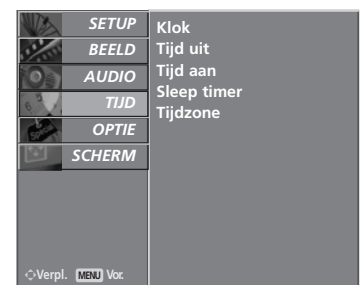 SETUP
BEELD
AUDIO
TIJD
OPTIE
SCHERM
Klok
Tijd uit
Tijd aan
Sleep timer
Tijdzone
Verpl. MENU Vor.